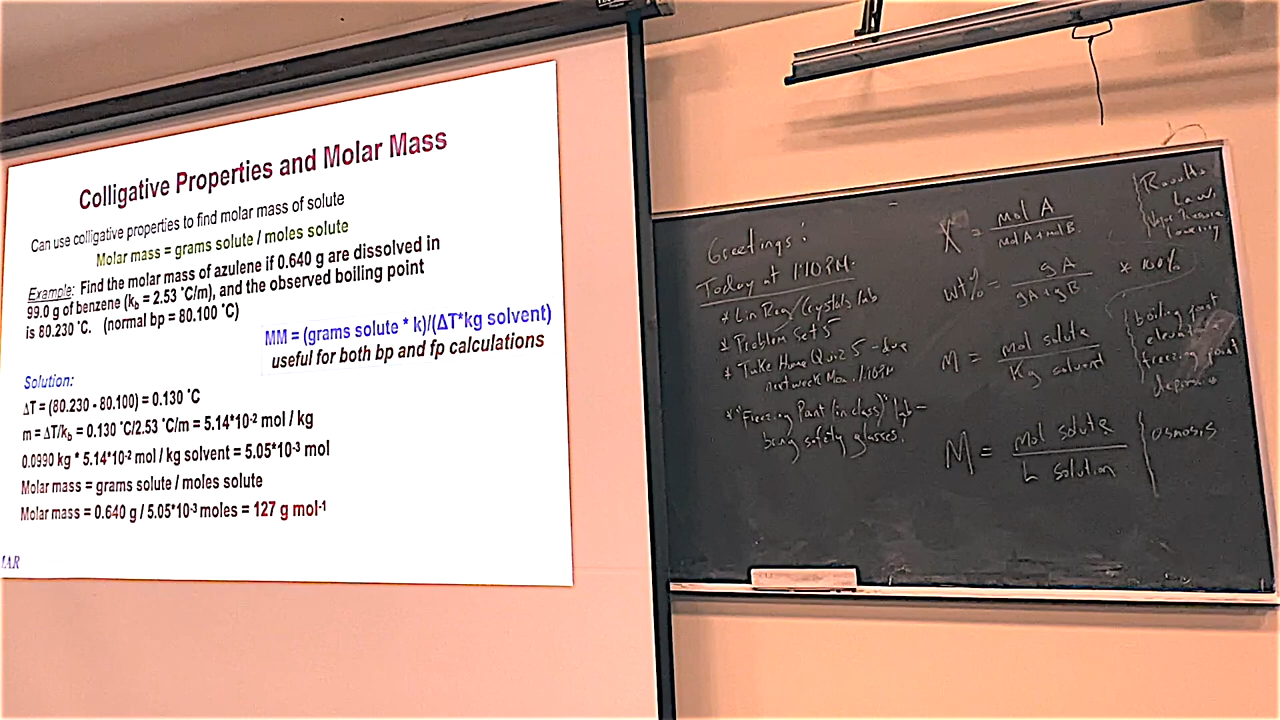 Colligative Properties and Molar Mass
Can use colligative properties to find molar mass of solute
Molar mass = grams solute / moles solute
Example: Find the molar mass of azulene if 0.640 g are dissolved in
99.0 g of benzene (kb = 2.53 ˚C/m), and the observed boiling point
is 80.230 ˚C. (normal bp = 80.100 ˚C)
MM = (grams solute * k)/(ΔT*kg solvent)
useful for both bp and fp calculations
Solution:
ΔT = (80.230 - 80.100) = 0.130 ˚C
m = ΔT/kb = 0.130 ˚C/2.53 ˚C/m = 5.14*10-2 mol / kg
0.0990 kg * 5.14*10-2 mol / kg solvent = 5.05*10-3 mol
Molar mass = grams solute / moles solute
Molar mass = 0.640 g / 5.05*10-3 moles = 127 g mol-1
MAR
Greetings:
Today at 1:10 PM:
* Lin Reg/Crystals lab
* Problem Set 5
* Take Home Quiz 5 - due
next week Mon. 1:10PM
* "Freezing Point (in class)" lab -
bring safety glasses.
X = mol A / mol A + mol B
wt% = g A / g A + g B * 100%
m = mol solute / Kg solvent
M = mol solute / L solution
Raoults
Law,
Vapor Pressure
Lowering
boiling point
freezing point
osmosis